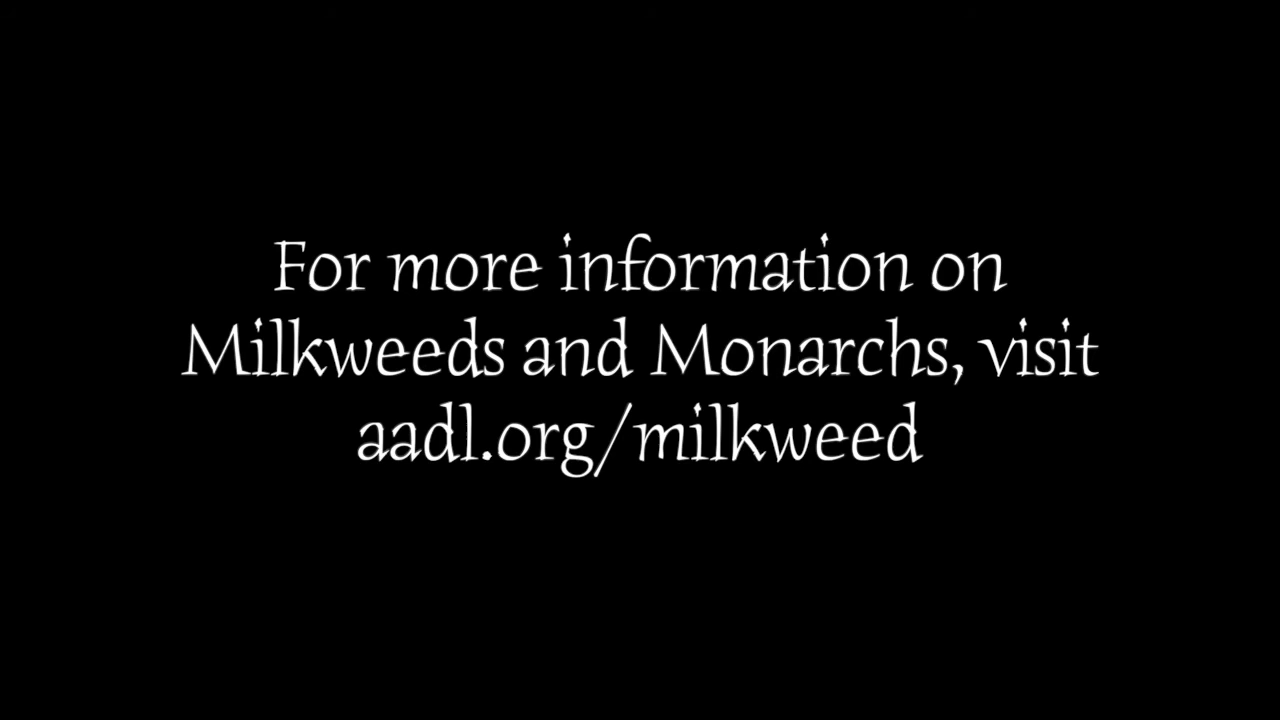 For more information on
Milkweeds and Monarchs, visit
aadl.org/milkweed